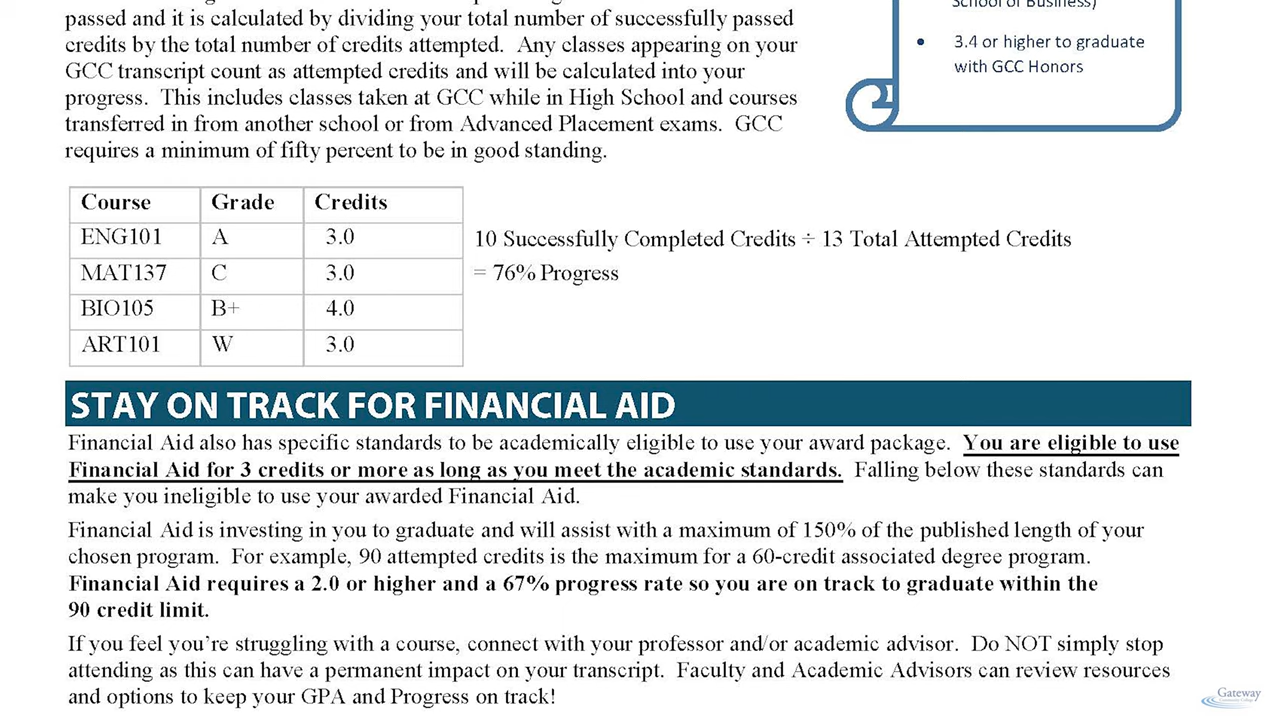 passed and it is calculated by dividing your total number of successfully passed
credits by the total number of credits attempted. Any classes appearing on your
GCC transcript count as attempted credits and will be calculated into your
progress. This includes classes taken at GCC while in High School and courses
transferred in from another school or from Advanced Placement exams. GCC
requires a minimum of fifty percent to be in good standing.
School of Business)
• 3.4 or higher to graduate
with GCC Honors
Course Grade Credits
ENG101 A 3.0
MAT137 C 3.0
BIO105 B+ 4.0
ART101 W 3.0
10 Successfully Completed Credits ÷ 13 Total Attempted Credits
= 76% Progress
STAY ON TRACK FOR FINANCIAL AID
Financial Aid also has specific standards to be academically eligible to use your award package. You are eligible to use
Financial Aid for 3 credits or more as long as you meet the academic standards. Falling below these standards can
make you ineligible to use your awarded Financial Aid.
Financial Aid is investing in you to graduate and will assist with a maximum of 150% of the published length of your
chosen program. For example, 90 attempted credits is the maximum for a 60-credit associated degree program.
Financial Aid requires a 2.0 or higher and a 67% progress rate so you are on track to graduate within the
90 credit limit.
If you feel you're struggling with a course, connect with your professor and/or academic advisor. Do NOT simply stop
attending as this can have a permanent impact on your transcript. Faculty and Academic Advisors can review resources
and options to keep your GPA and Progress on track!
Gateway